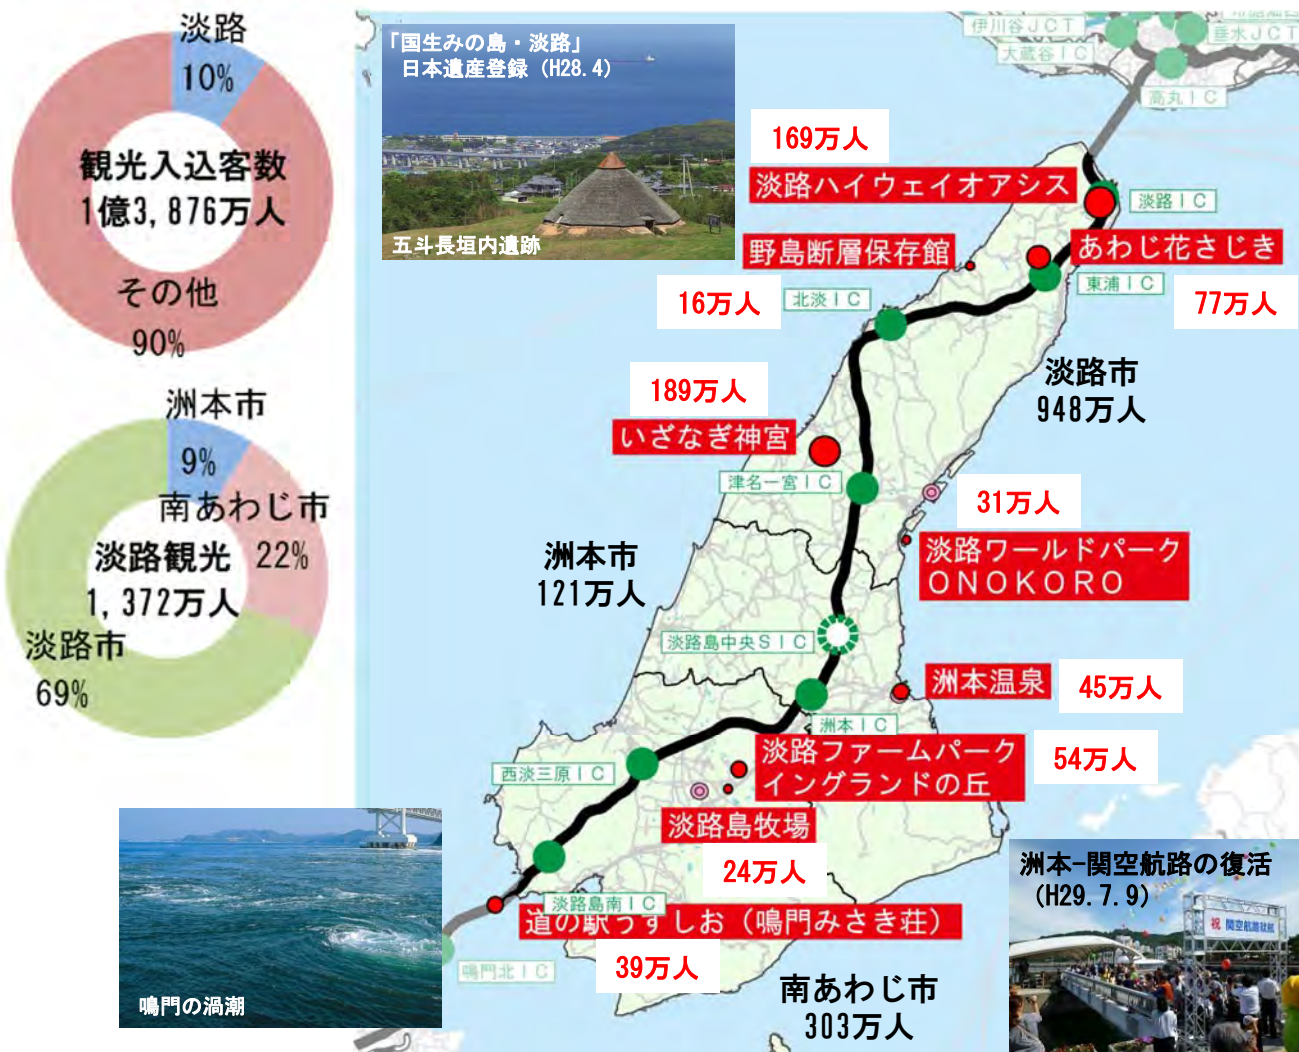 淡路
10%
観光入込客数
1億3,876万人
その他
90%
洲本市
9%
南あわじ市
22%
淡路観光
1,372万人
淡路市
69%
「国生みの島・淡路」
日本遺産登録（H28.4）
五斗長垣内遺跡
伊川谷ＪＣＴ
大蔵谷ＩＣ
垂水ＪＣＴ
高丸ＩＣ
169万人
淡路ハイウェイオアシス
淡路ＩＣ
野島断層保存館
あわじ花さじき
東浦ＩＣ
16万人
北淡ＩＣ
77万人
淡路市
948万人
189万人
いざなぎ神宮
津名一宮ＩＣ
31万人
淡路ワールドパーク
ＯＮＯＫＯＲＯ
洲本市
121万人
淡路島中央ＳＩＣ
洲本温泉
45万人
洲本ＩＣ
淡路ファームパーク
イングランドの丘
54万人
西淡三原ＩＣ
淡路島牧場
24万人
淡路島南ＩＣ
道の駅うずしお（鳴門みさき荘）
39万人
鳴門北ＩＣ
南あわじ市
303万人
鳴門の渦潮
洲本-関空航路の復活
（H29.7.9）
祝 関空航路就航